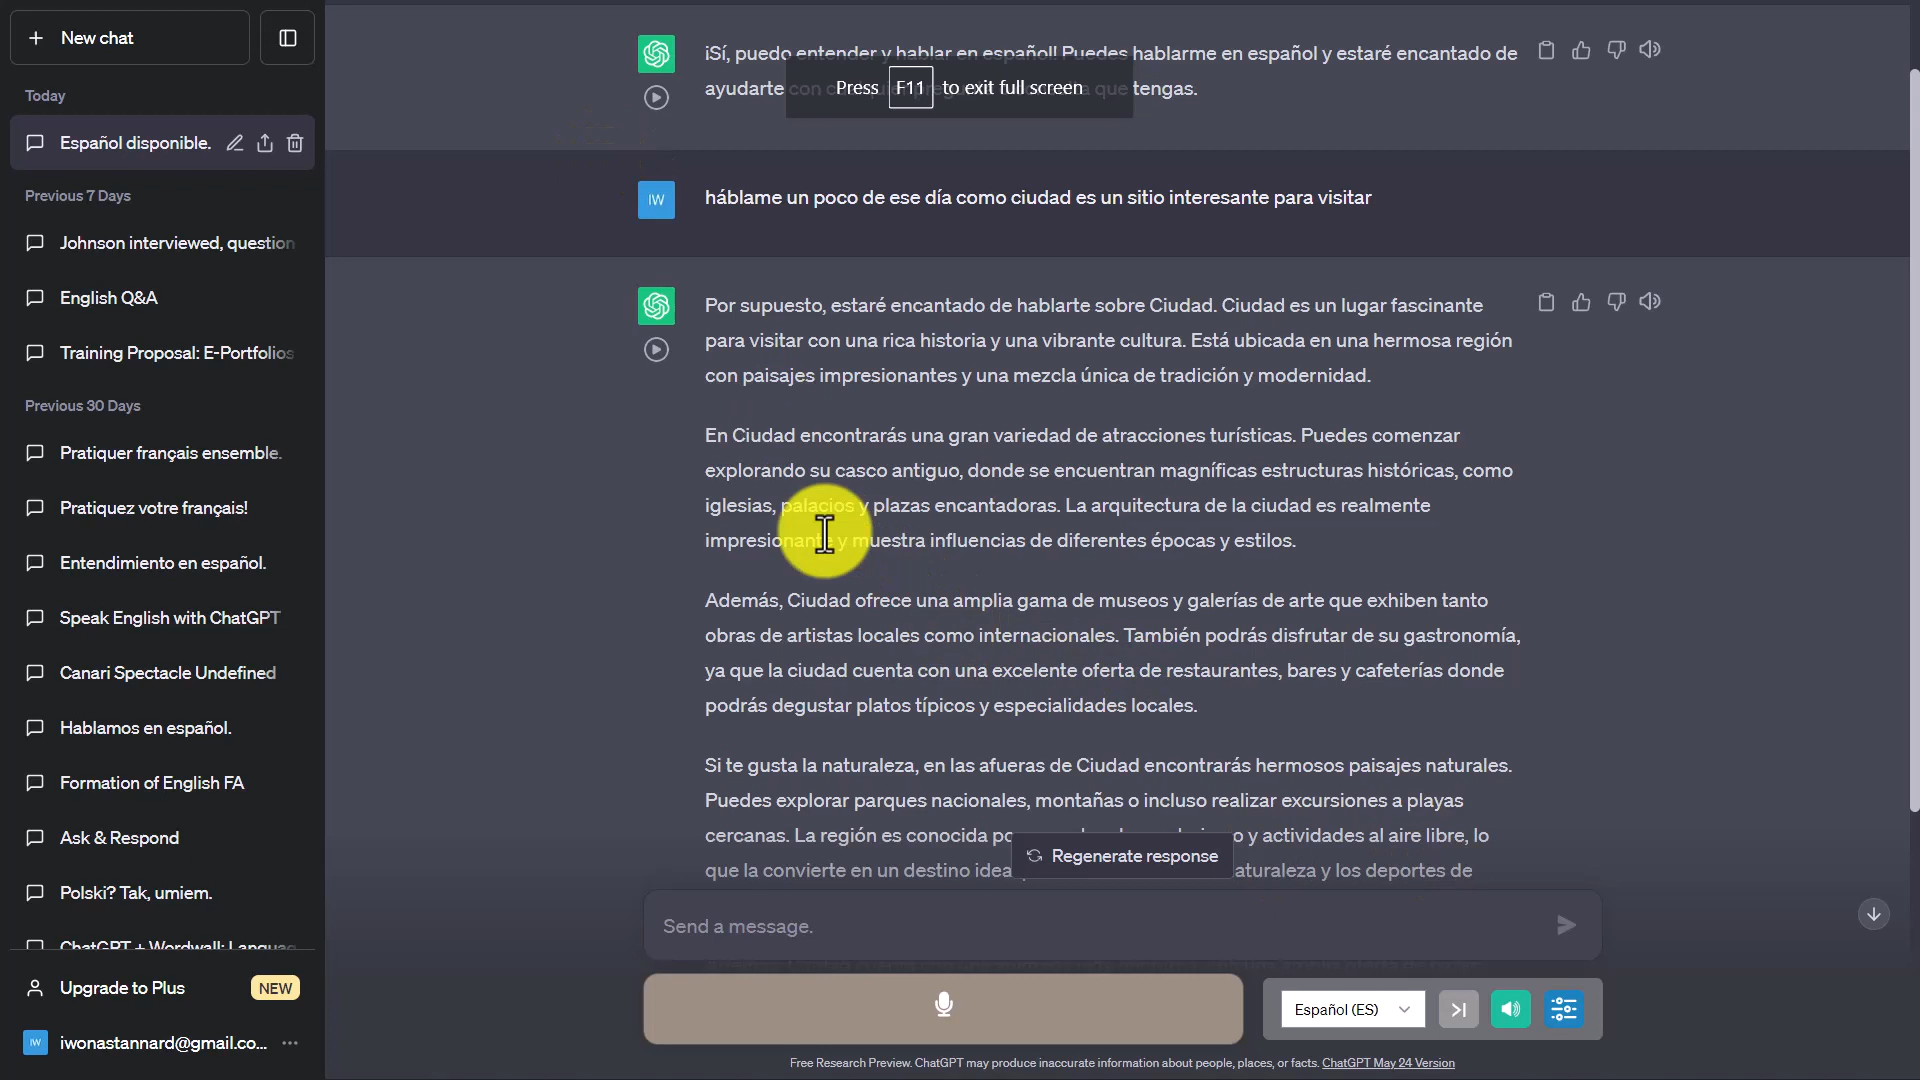 New chat
Today
Español disponible.
Previous 7 Days
Johnson interviewed, question
English Q&A
Training Proposal: E-Portfolios
Previous 30 Days
Pratiquer français ensemble.
Pratiquez votre français!
Entendimiento en español.
Speak English with ChatGPT
Canari Spectacle Undefined
Hablamos en español.
Formation of English FA
Ask & Respond
Polski? Tak, umiem.
ChatGPT + Wordwall: Languag
Upgrade to Plus NEW
IW iwonastannard@gmail.co...
¡Sí, puedo entender y hablar en español! Puedes hablarme en español y estaré encantado de
ayudarte que tengas.
Press F11 to exit full screen
IW háblame un poco de ese día como ciudad es un sitio interesante para visitar
Por supuesto, estaré encantado de hablarte sobre Ciudad. Ciudad es un lugar fascinante
para visitar con una rica historia y una vibrante cultura. Está ubicada en una hermosa región
con paisajes impresionantes y una mezcla única de tradición y modernidad.
En Ciudad encontrarás una gran variedad de atracciones turísticas. Puedes comenzar
explorando su casco antiguo, donde se encuentran magníficas estructuras históricas, como
iglesias, palacios y plazas encantadoras. La arquitectura de la ciudad es realmente
impresionante y muestra influencias de diferentes épocas y estilos.
Además, Ciudad ofrece una amplia gama de museos y galerías de arte que exhiben tanto
obras de artistas locales como internacionales. También podrás disfrutar de su gastronomía,
ya que la ciudad cuenta con una excelente oferta de restaurantes, bares y cafeterías donde
podrás degustar platos típicos y especialidades locales.
Si te gusta la naturaleza, en las afueras de Ciudad encontrarás hermosos paisajes naturales.
Puedes explorar parques nacionales, montañas o incluso realizar excursiones a playas
cercanas. La región es conocida y actividades al aire libre, lo
que la convierte en un destino y los deportes de
Regenerate response
Send a message.
Español (ES)
Free Research Preview. ChatGPT may produce inaccurate information about people, places, or facts. ChatGPT May 24 Version